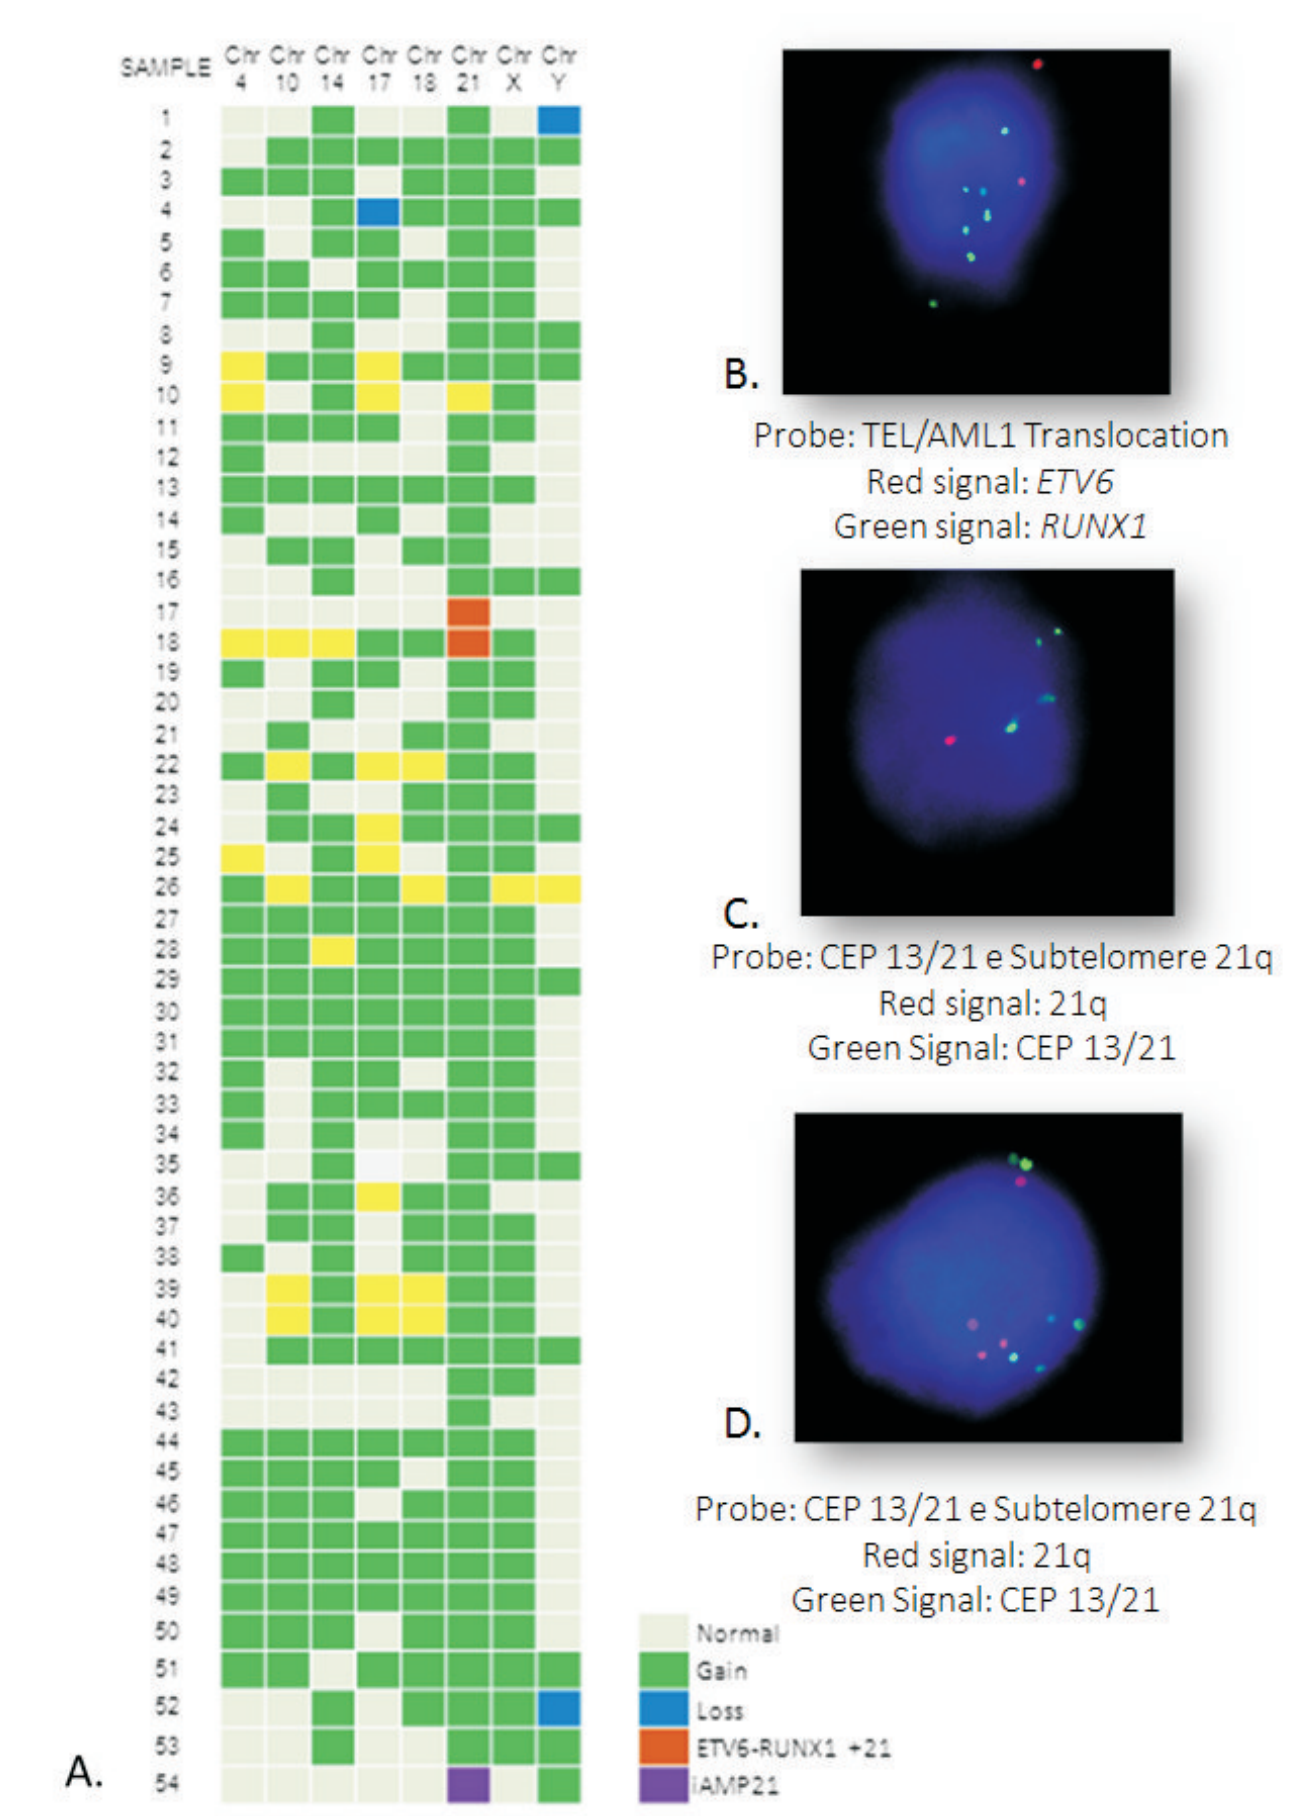 SAMPLE Chr 4 Chr 10 Chr 14 Chr 17 Chr 18 Chr 21 Chr X Chr Y
1
2
3
4
5
6
7
8
9
10
11
12
13
14
15
16
17
18
19
20
21
22
23
24
25
26
27
28
29
30
31
32
33
34
35
36
37
38
39
40
41
42
43
44
45
46
47
48
49
50
51
52
53
54
A.
Normal
Gain
Loss
ETV6-RUNX1 +21
iAMP21
B.
Probe: TEL/AML1 Translocation
Red signal: ETV6
Green signal: RUNX1
C.
Probe: CEP 13/21 e Subtelomere 21q
Red signal: 21q
Green Signal: CEP 13/21
D.
Probe: CEP 13/21 e Subtelomere 21q
Red signal: 21q
Green Signal: CEP 13/21